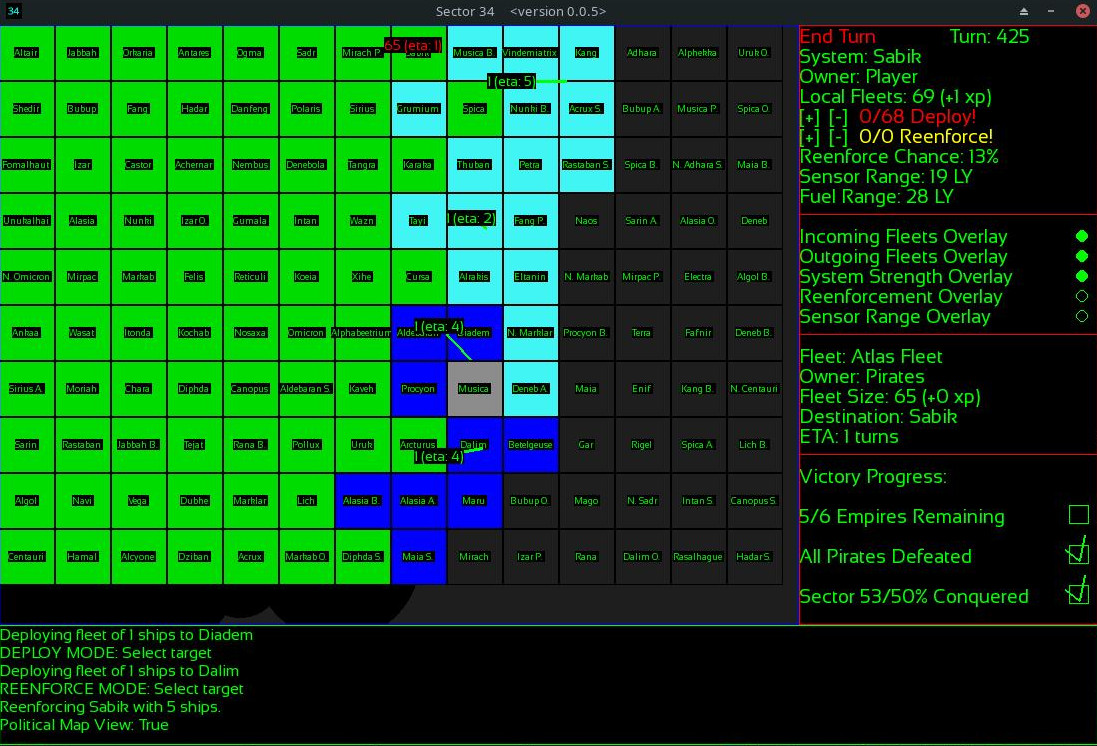 34
Sector 34 <version 0.0.5>
Altair Jabbah Orkaria Antares Ogma Sadr Mirach P. 65 (eta: 1) Musica B. Vindemiatrix Kang Adhara Alphekka Uruk O.
1 (eta: 5)
Shedir Bubup Fang Hadar Danfeng Polaris Sirius Grumium Spica Nunki B. Acrux S. Bubup A. Musica P. Spica O.
Fomalhaut Izar Castor Achernar Nembus Denebola Tangra Karaka Thuban Petra Rastaban S. Spica B. N. Adhara S. Maia B.
Unukalhai Alasia Nunki Izar O. Gumala Intan Wazn Tavi 1 (eta: 2) Fang P. Naos Sarin A. Alasia O. Deneb
N. Omicron Mirpac Markab Felis Reticuli Koeia Xihe Cursa Alrakis Eltanin N. Markab Mirpac P. Electra Algol B.
Ankaa Wasat Itonda Kochab Nosaxa Omicron Alphabeetrium 1 (eta: 4) Diadem N. Marklar Procyon B. Terra Fafnir Deneb B.
Sirius A. Moriah Chara Diphda Canopus Aldebaran S. Kaveh Procyon Musica Deneb A. Maia Enif Kang B. N. Centauri
Sarin Rastaban Jabbah B. Tejat Rana B. Pollux Uruk Arcturus Dalim Betelgeuse Gar Rigel Spica A. Lich B.
1 (eta: 4)
Algol Navi Vega Dubhe Marklar Lich Alasia B. Alasia A. Maru Bubup O. Mago N. Sadr Intan S. Canopus S.
Centauri Hamal Alcyone Dziban Acrux Markab O. Diphda S. Maia S. Mirach Izar P. Rana Dalim O. Rasalhague Hadar S.
End Turn Turn: 425
System: Sabik
Owner: Player
Local Fleets: 69 (+1 xp)
[+] [-] 0/68 Deploy!
[+] [-] 0/0 Reenforce!
Reenforce Chance: 13%
Sensor Range: 19 LY
Fuel Range: 28 LY
Incoming Fleets Overlay
Outgoing Fleets Overlay
System Strength Overlay
Reenforcement Overlay
Sensor Range Overlay
Fleet: Atlas Fleet
Owner: Pirates
Fleet Size: 65 (+0 xp)
Destination: Sabik
ETA: 1 turns
Victory Progress:
5/6 Empires Remaining
All Pirates Defeated
Sector 53/50% Conquered
Deploying fleet of 1 ships to Diadem
DEPLOY MODE: Select target
Deploying fleet of 1 ships to Dalim
REENFORCE MODE: Select target
Reenforcing Sabik with 5 ships.
Political Map View: True